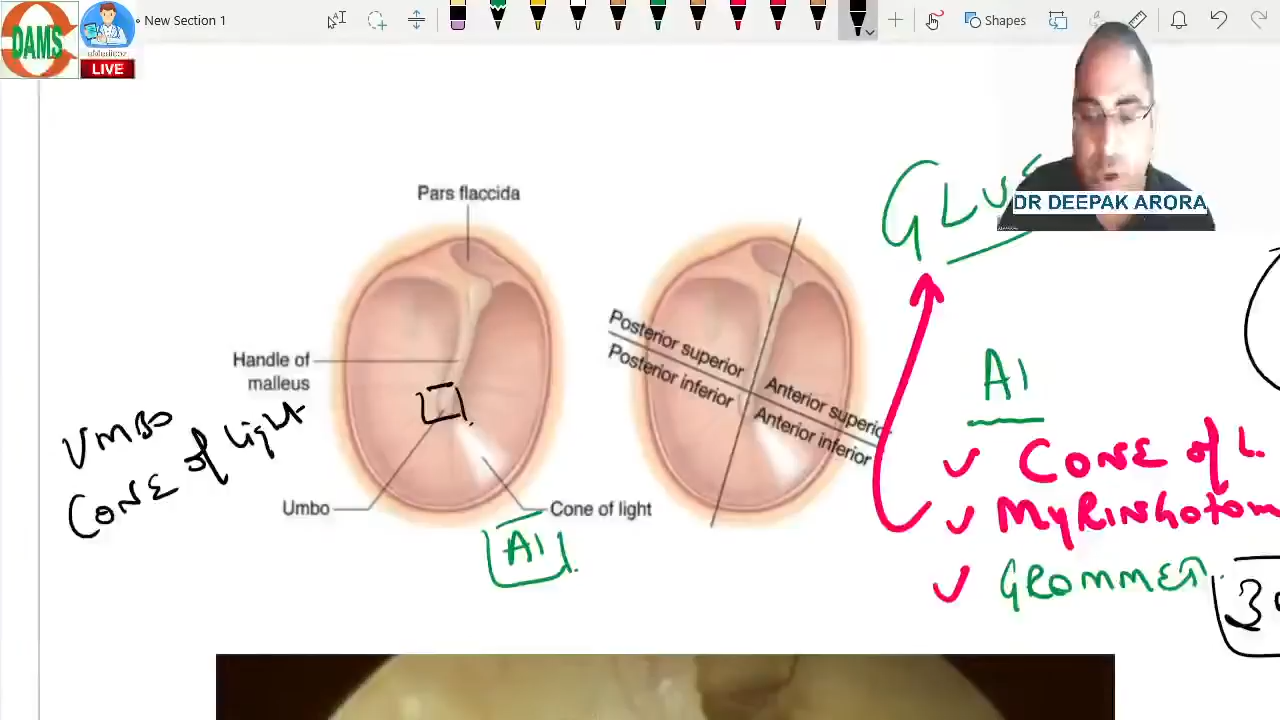 DAMS
eMedicoz
LIVE
New Section 1
Shapes
DR DEEPAK ARORA
Pars flaccida
GLU
Posterior superior
Posterior inferior
Anterior superior
Anterior inferior
Handle of
malleus
UMBO
CONE of light
Umbo
Cone of light
AI
AI
CONE of L.
MyRINGotom
GROMMET